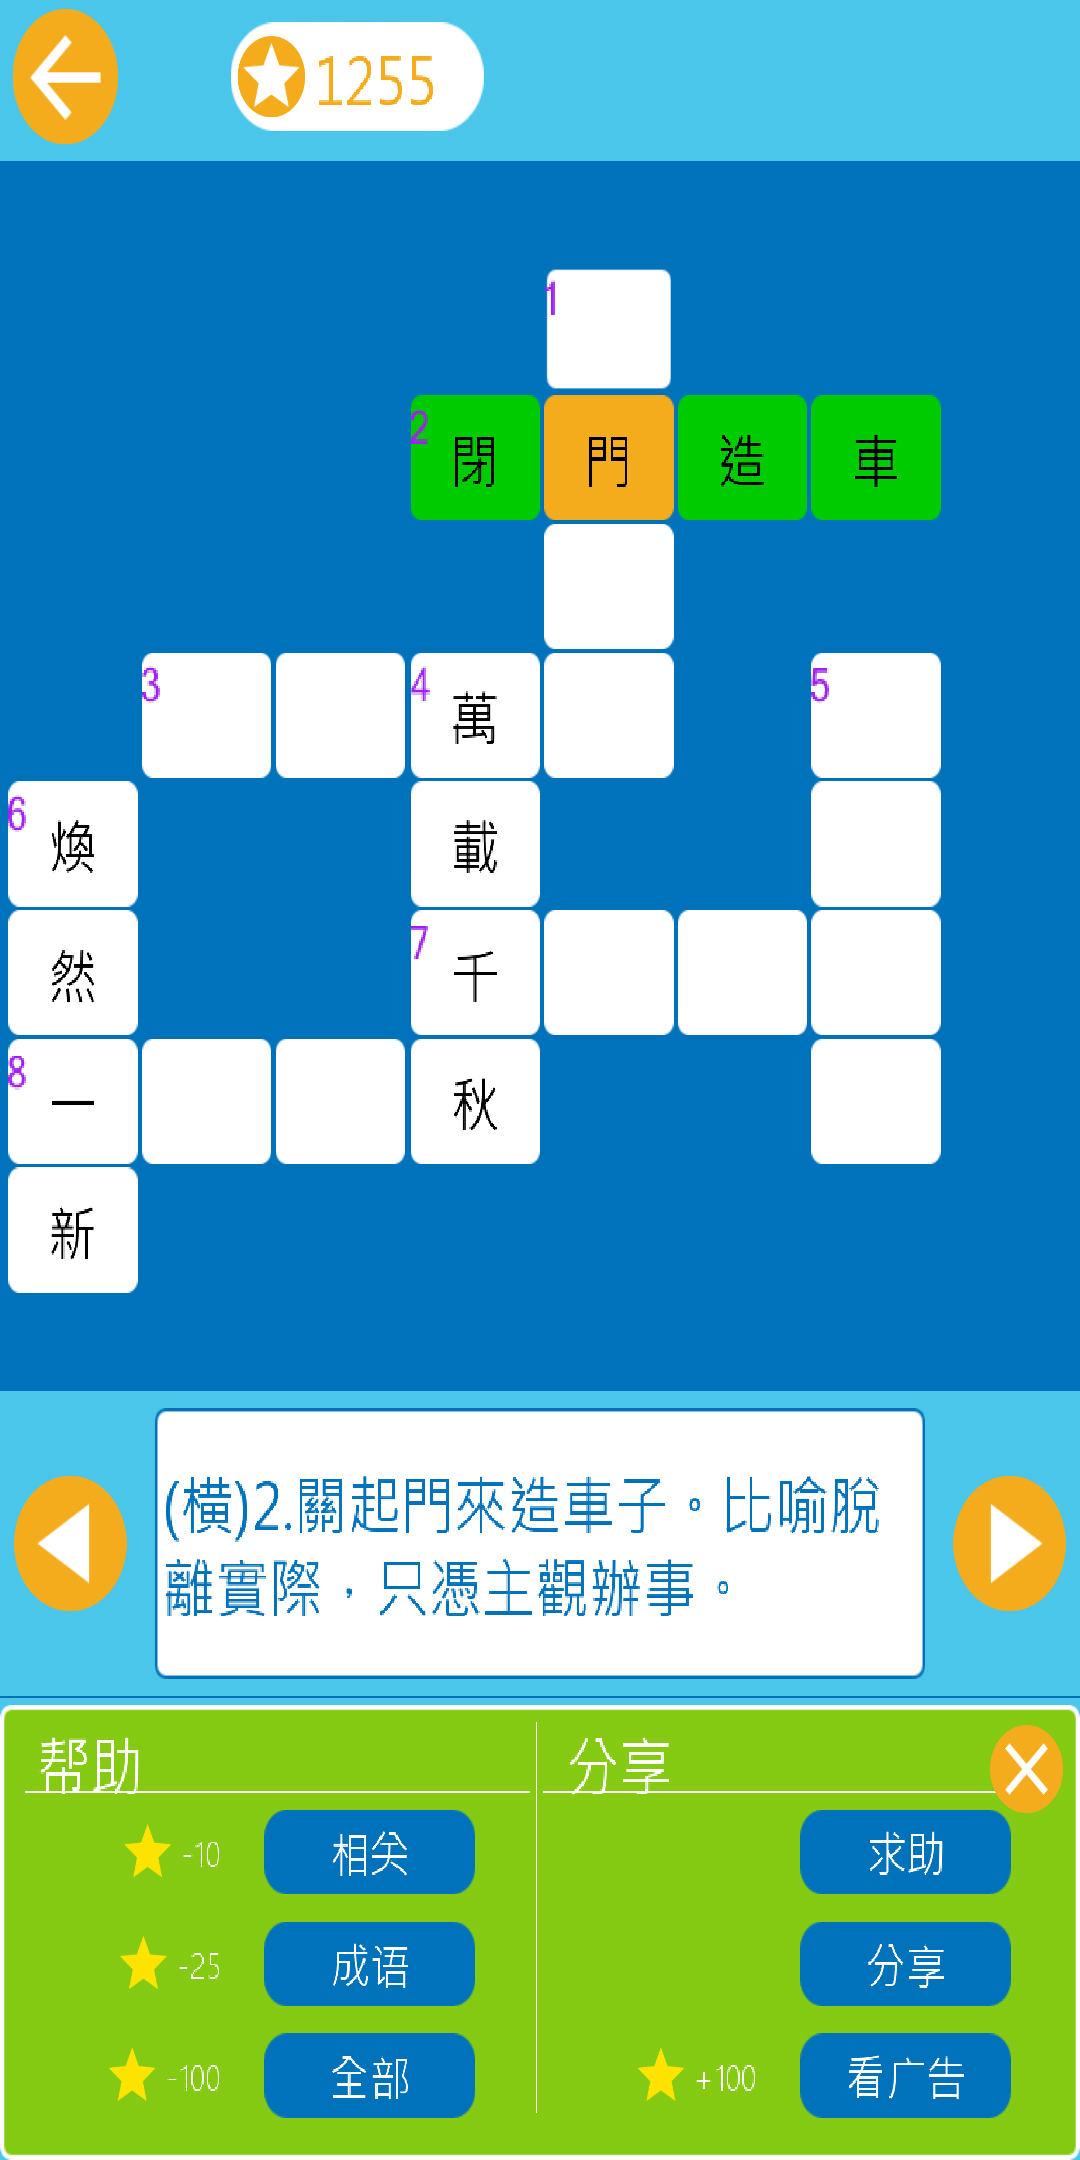 1255
1
2 閉 門 造 車
3 4 萬 5
6 煥 載
然 7 千
8 一 秋
新
(橫)2.關起門來造車子。比喻脫
離實際，只憑主觀辦事。
帮助 分享
-10 相关 求助
-25 成语 分享
-100 全部 +100 看广告